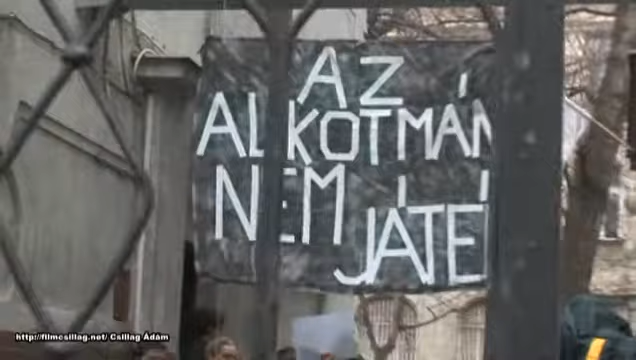 AZ
ALKOTMÁN
NEM
JÁTÉ
http://filmcsillag.net/ Csillag Ádám